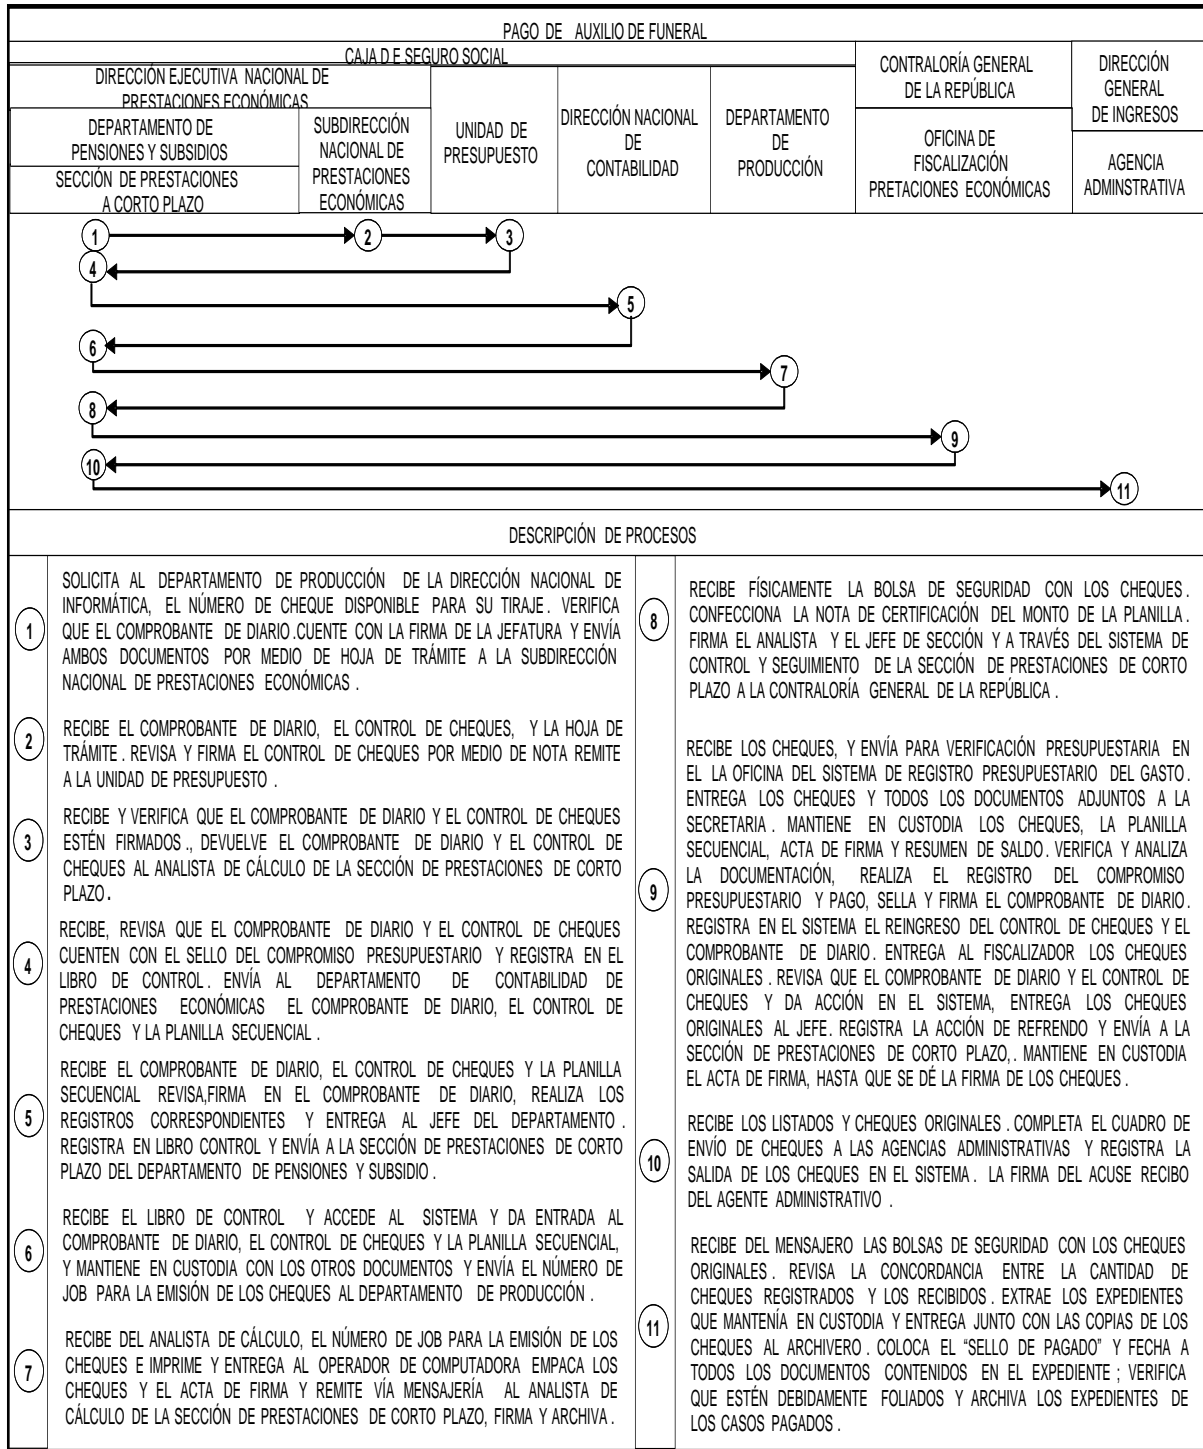 PAGO DE AUXILIO DE FUNERAL
CAJA D E SEGURO SOCIAL
CONTRALORÍA GENERAL
DE LA REPÚBLICA
DIRECCIÓN
GENERAL
DE INGRESOS
DIRECCIÓN EJECUTIVA NACIONAL DE
PRESTACIONES ECONÓMICAS
UNIDAD DE
PRESUPUESTO
DIRECCIÓN NACIONAL
DE
CONTABILIDAD
DEPARTAMENTO
DE
PRODUCCIÓN
DEPARTAMENTO DE
PENSIONES Y SUBSIDIOS
SUBDIRECCIÓN
NACIONAL DE
PRESTACIONES
ECONÓMICAS
OFICINA DE
FISCALIZACIÓN
PRETACIONES ECONÓMICAS
AGENCIA
ADMINSTRATIVA
SECCIÓN DE PRESTACIONES
A CORTO PLAZO
1
2
3
4
5
6
7
8
9
10
11
DESCRIPCIÓN DE PROCESOS
1
SOLICITA AL DEPARTAMENTO DE PRODUCCIÓN DE LA DIRECCIÓN NACIONAL DE
INFORMÁTICA, EL NÚMERO DE CHEQUE DISPONIBLE PARA SU TIRAJE. VERIFICA
QUE EL COMPROBANTE DE DIARIO.CUENTE CON LA FIRMA DE LA JEFATURA Y ENVÍA
AMBOS DOCUMENTOS POR MEDIO DE HOJA DE TRÁMITE A LA SUBDIRECCIÓN
NACIONAL DE PRESTACIONES ECONÓMICAS .
2
RECIBE EL COMPROBANTE DE DIARIO, EL CONTROL DE CHEQUES, Y LA HOJA DE
TRÁMITE . REVISA Y FIRMA EL CONTROL DE CHEQUES POR MEDIO DE NOTA REMITE
A LA UNIDAD DE PRESUPUESTO .
3
RECIBE Y VERIFICA QUE EL COMPROBANTE DE DIARIO Y EL CONTROL DE CHEQUES
ESTÉN FIRMADOS ., DEVUELVE EL COMPROBANTE DE DIARIO Y EL CONTROL DE
CHEQUES AL ANALISTA DE CÁLCULO DE LA SECCIÓN DE PRESTACIONES DE CORTO
PLAZO.
4
RECIBE, REVISA QUE EL COMPROBANTE DE DIARIO Y EL CONTROL DE CHEQUES
CUENTEN CON EL SELLO DEL COMPROMISO PRESUPUESTARIO Y REGISTRA EN EL
LIBRO DE CONTROL. ENVÍA AL DEPARTAMENTO DE CONTABILIDAD DE
PRESTACIONES ECONÓMICAS EL COMPROBANTE DE DIARIO, EL CONTROL DE
CHEQUES Y LA PLANILLA SECUENCIAL .
5
RECIBE EL COMPROBANTE DE DIARIO, EL CONTROL DE CHEQUES Y LA PLANILLA
SECUENCIAL REVISA,FIRMA EN EL COMPROBANTE DE DIARIO, REALIZA LOS
REGISTROS CORRESPONDIENTES Y ENTREGA AL JEFE DEL DEPARTAMENTO .
REGISTRA EN LIBRO CONTROL Y ENVÍA A LA SECCIÓN DE PRESTACIONES DE CORTO
PLAZO DEL DEPARTAMENTO DE PENSIONES Y SUBSIDIO .
6
RECIBE EL LIBRO DE CONTROL Y ACCEDE AL SISTEMA Y DA ENTRADA AL
COMPROBANTE DE DIARIO, EL CONTROL DE CHEQUES Y LA PLANILLA SECUENCIAL,
Y MANTIENE EN CUSTODIA CON LOS OTROS DOCUMENTOS Y ENVÍA EL NÚMERO DE
JOB PARA LA EMISIÓN DE LOS CHEQUES AL DEPARTAMENTO DE PRODUCCIÓN .
7
RECIBE DEL ANALISTA DE CÁLCULO, EL NÚMERO DE JOB PARA LA EMISIÓN DE LOS
CHEQUES E IMPRIME Y ENTREGA AL OPERADOR DE COMPUTADORA EMPACA LOS
CHEQUES Y EL ACTA DE FIRMA Y REMITE VÍA MENSAJERÍA AL ANALISTA DE
CÁLCULO DE LA SECCIÓN DE PRESTACIONES DE CORTO PLAZO, FIRMA Y ARCHIVA .
8
RECIBE FÍSICAMENTE LA BOLSA DE SEGURIDAD CON LOS CHEQUES .
CONFECCIONA LA NOTA DE CERTIFICACIÓN DEL MONTO DE LA PLANILLA .
FIRMA EL ANALISTA Y EL JEFE DE SECCIÓN Y A TRAVÉS DEL SISTEMA DE
CONTROL Y SEGUIMIENTO DE LA SECCIÓN DE PRESTACIONES DE CORTO
PLAZO A LA CONTRALORÍA GENERAL DE LA REPÚBLICA .
9
RECIBE LOS CHEQUES, Y ENVÍA PARA VERIFICACIÓN PRESUPUESTARIA EN
EL LA OFICINA DEL SISTEMA DE REGISTRO PRESUPUESTARIO DEL GASTO.
ENTREGA LOS CHEQUES Y TODOS LOS DOCUMENTOS ADJUNTOS A LA
SECRETARIA . MANTIENE EN CUSTODIA LOS CHEQUES, LA PLANILLA
SECUENCIAL, ACTA DE FIRMA Y RESUMEN DE SALDO. VERIFICA Y ANALIZA
LA DOCUMENTACIÓN, REALIZA EL REGISTRO DEL COMPROMISO
PRESUPUESTARIO Y PAGO, SELLA Y FIRMA EL COMPROBANTE DE DIARIO.
REGISTRA EN EL SISTEMA EL REINGRESO DEL CONTROL DE CHEQUES Y EL
COMPROBANTE DE DIARIO. ENTREGA AL FISCALIZADOR LOS CHEQUES
ORIGINALES . REVISA QUE EL COMPROBANTE DE DIARIO Y EL CONTROL DE
CHEQUES Y DA ACCIÓN EN EL SISTEMA, ENTREGA LOS CHEQUES
ORIGINALES AL JEFE. REGISTRA LA ACCIÓN DE REFRENDO Y ENVÍA A LA
SECCIÓN DE PRESTACIONES DE CORTO PLAZO,. MANTIENE EN CUSTODIA
EL ACTA DE FIRMA, HASTA QUE SE DÉ LA FIRMA DE LOS CHEQUES .
10
RECIBE LOS LISTADOS Y CHEQUES ORIGINALES . COMPLETA EL CUADRO DE
ENVÍO DE CHEQUES A LAS AGENCIAS ADMINISTRATIVAS Y REGISTRA LA
SALIDA DE LOS CHEQUES EN EL SISTEMA . LA FIRMA DEL ACUSE RECIBO
DEL AGENTE ADMINISTRATIVO .
11
RECIBE DEL MENSAJERO LAS BOLSAS DE SEGURIDAD CON LOS CHEQUES
ORIGINALES . REVISA LA CONCORDANCIA ENTRE LA CANTIDAD DE
CHEQUES REGISTRADOS Y LOS RECIBIDOS . EXTRAE LOS EXPEDIENTES
QUE MANTENÍA EN CUSTODIA Y ENTREGA JUNTO CON LAS COPIAS DE LOS
CHEQUES AL ARCHIVERO. COLOCA EL “SELLO DE PAGADO” Y FECHA A
TODOS LOS DOCUMENTOS CONTENIDOS EN EL EXPEDIENTE ; VERIFICA
QUE ESTÉN DEBIDAMENTE FOLIADOS Y ARCHIVA LOS EXPEDIENTES DE
LOS CASOS PAGADOS .